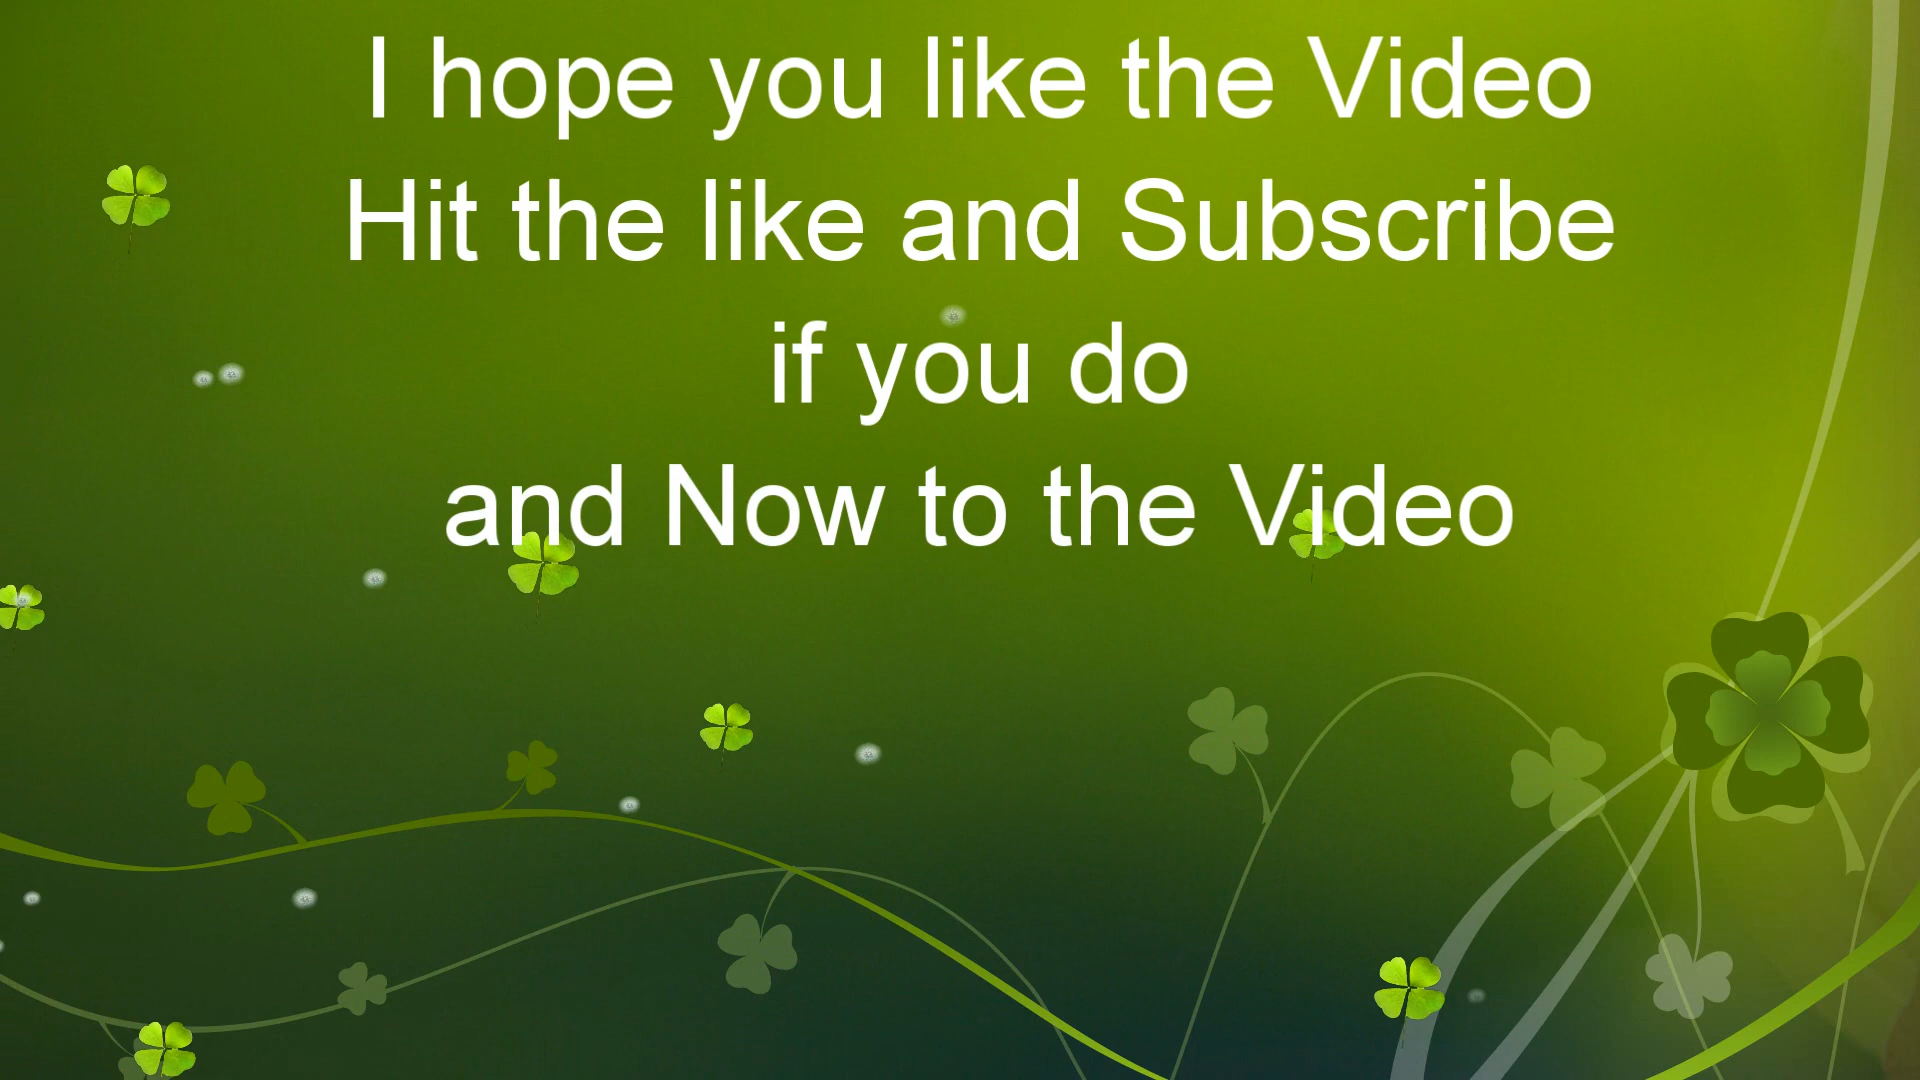 I hope you like the Video
Hit the like and Subscribe
if you do
and Now to the Video